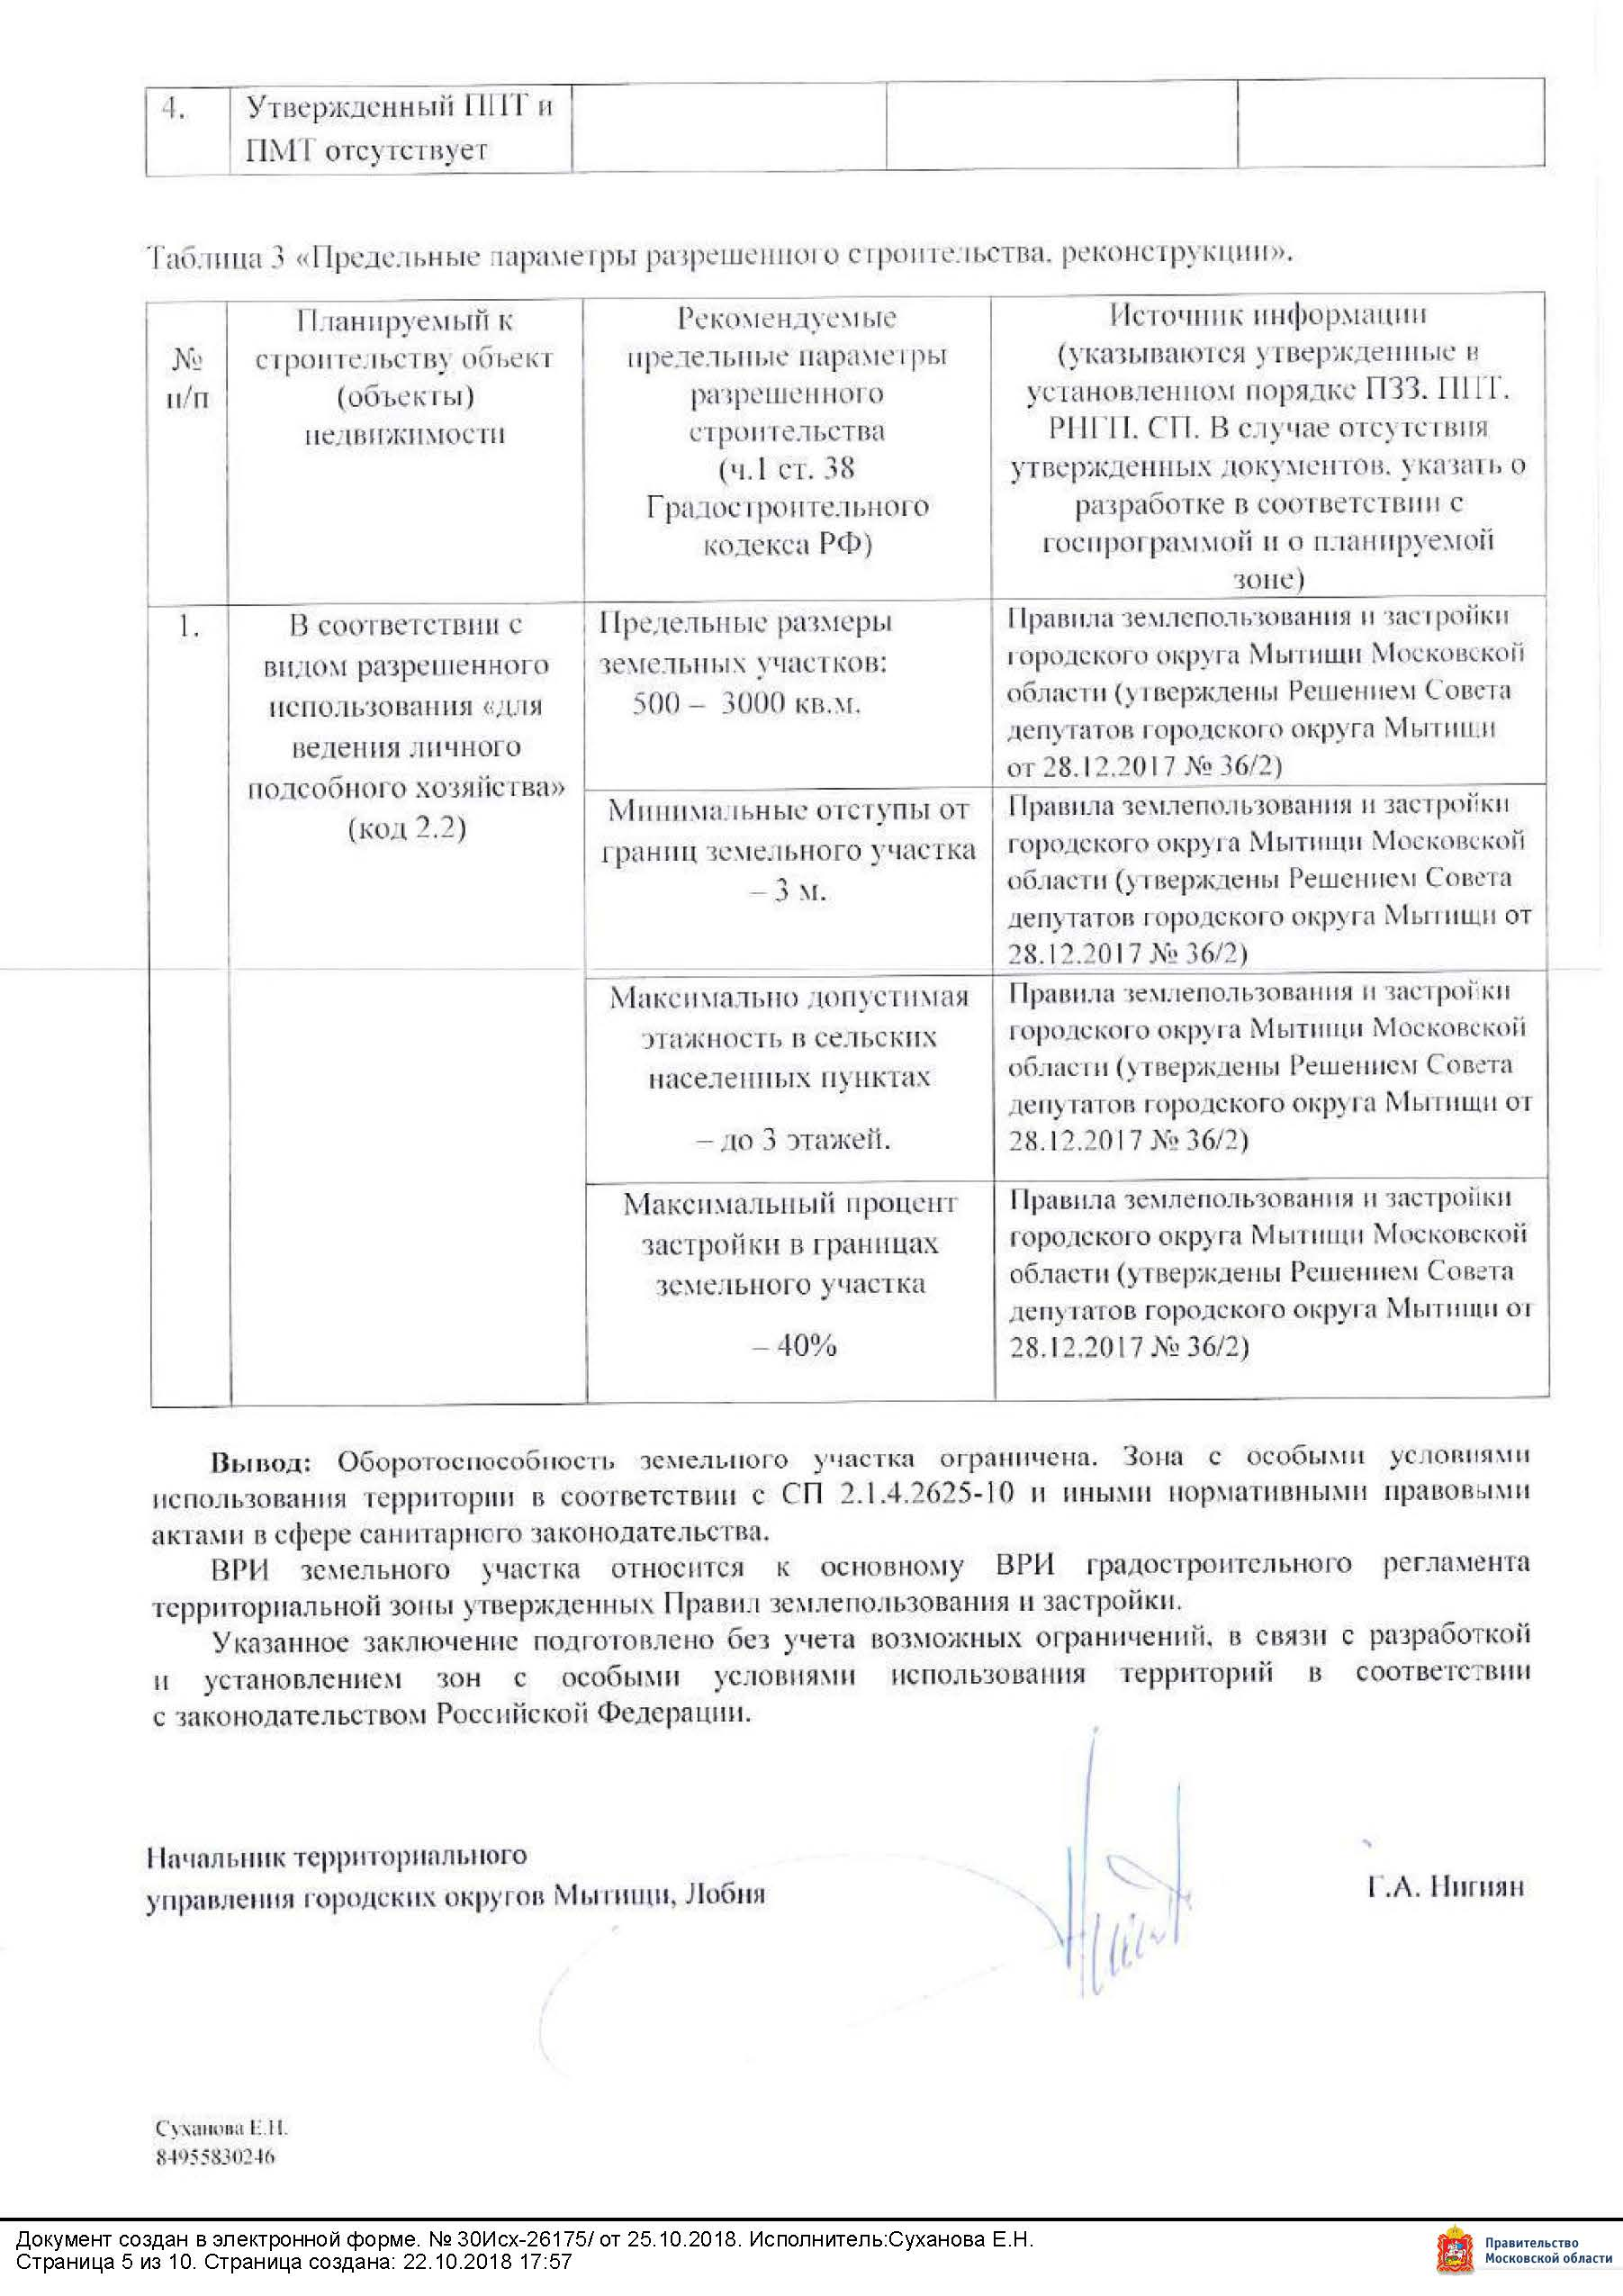 4.
Утвержденный ППТ и
ПМТ отсутствует
Таблица 3 «Предельные параметры разрешенного строительства, реконструкции».
№
п/п
Планируемый к
строительству объект
(объекты)
недвижимости
Рекомендуемые
предельные параметры
разрешенного
строительства
(ч.1 ст. 38
Градостроительного
кодекса РФ)
Источник информации
(указываются утвержденные в
установленном порядке ПЗЗ, ППТ,
РНГП, СП. В случае отсутствия
утвержденных документов, указать о
разработке в соответствии с
госпрограммой и о планируемой
зоне)
1.
В соответствии с
видом разрешенного
использования «для
ведения личного
подсобного хозяйства»
(код 2.2)
Предельные размеры
земельных участков:
500 – 3000 кв.м.
Правила землепользования и застройки
городского округа Мытищи Московской
области (утверждены Решением Совета
депутатов городского округа Мытищи
от 28.12.2017 № 36/2)
Минимальные отступы от
границ земельного участка
– 3 м.
Правила землепользования и застройки
городского округа Мытищи Московской
области (утверждены Решением Совета
депутатов городского округа Мытищи от
28.12.2017 № 36/2)
Максимально допустимая
этажность в сельских
населенных пунктах
– до 3 этажей.
Правила землепользования и застройки
городского округа Мытищи Московской
области (утверждены Решением Совета
депутатов городского округа Мытищи от
28.12.2017 № 36/2)
Максимальный процент
застройки в границах
земельного участка
– 40%
Правила землепользования и застройки
городского округа Мытищи Московской
области (утверждены Решением Совета
депутатов городского округа Мытищи от
28.12.2017 № 36/2)
Вывод: Оборотоспособность земельного участка ограничена. Зона с особыми условиями
использования территории в соответствии с СП 2.1.4.2625-10 и иными нормативными правовыми
актами в сфере санитарного законодательства.
ВРИ земельного участка относится к основному ВРИ градостроительного регламента
территориальной зоны утвержденных Правил землепользования и застройки.
Указанное заключение подготовлено без учета возможных ограничений, в связи с разработкой
и установлением зон с особыми условиями использования территорий в соответствии
с законодательством Российской Федерации.
Начальник территориального
управления городских округов Мытищи, Лобня
Г.А. Нигиян
Суханова Е.Н.
84955830246
Документ создан в электронной форме. № 30Исх-26175/ от 25.10.2018. Исполнитель:Суханова Е.Н.
Страница 5 из 10. Страница создана: 22.10.2018 17:57
Правительство
Московской области